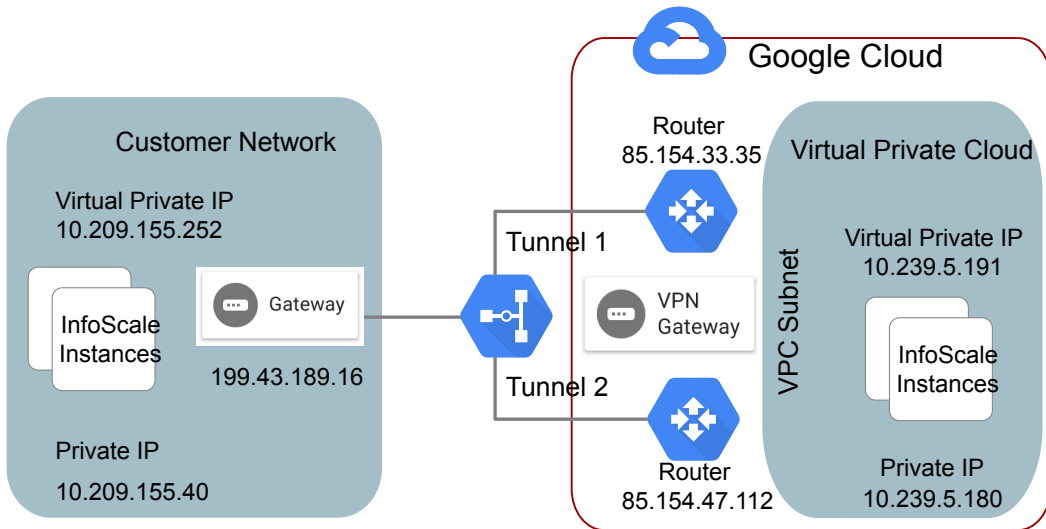 Google Cloud
Customer Network
Virtual Private IP
10.209.155.252
InfoScale
Instances
Gateway
199.43.189.16
Private IP
10.209.155.40
Tunnel 1
Tunnel 2
Router
85.154.33.35
VPN
Gateway
Router
85.154.47.112
Virtual Private Cloud
VPC Subnet
Virtual Private IP
10.239.5.191
InfoScale
Instances
Private IP
10.239.5.180